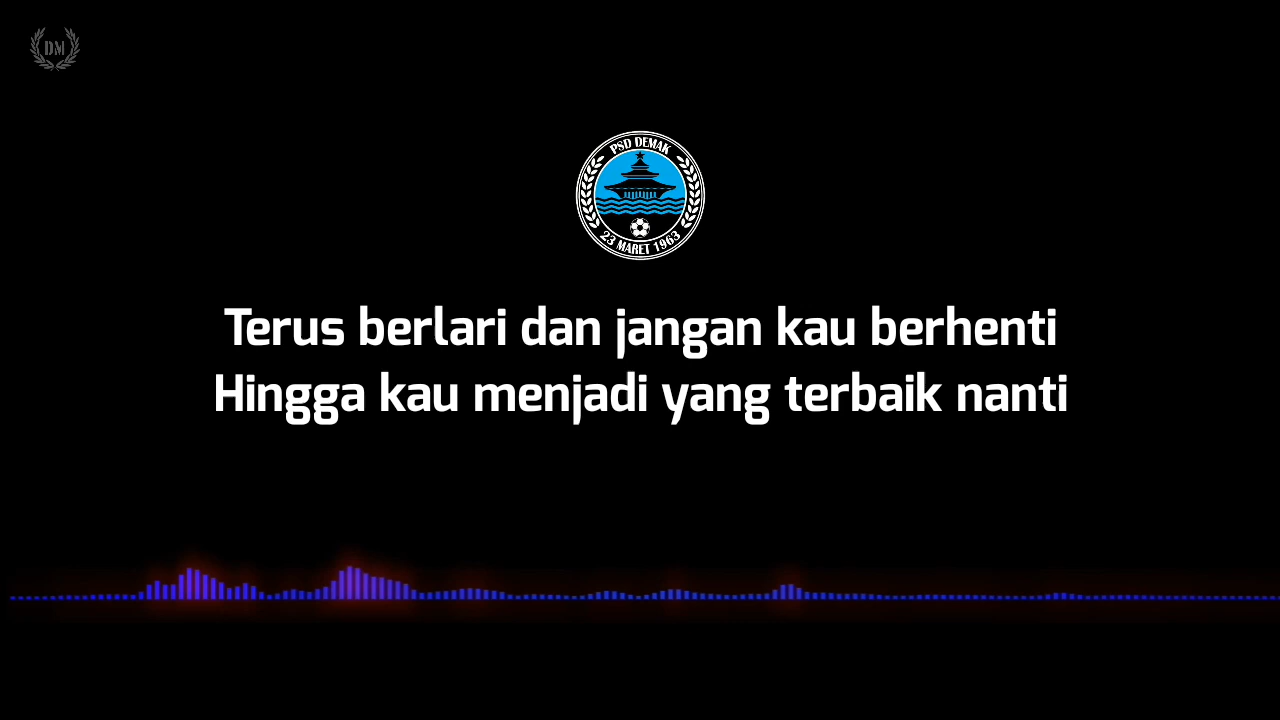 DM
PSD DEMAK
23 MARET 1963
Terus berlari dan jangan kau berhenti
Hingga kau menjadi yang terbaik nanti